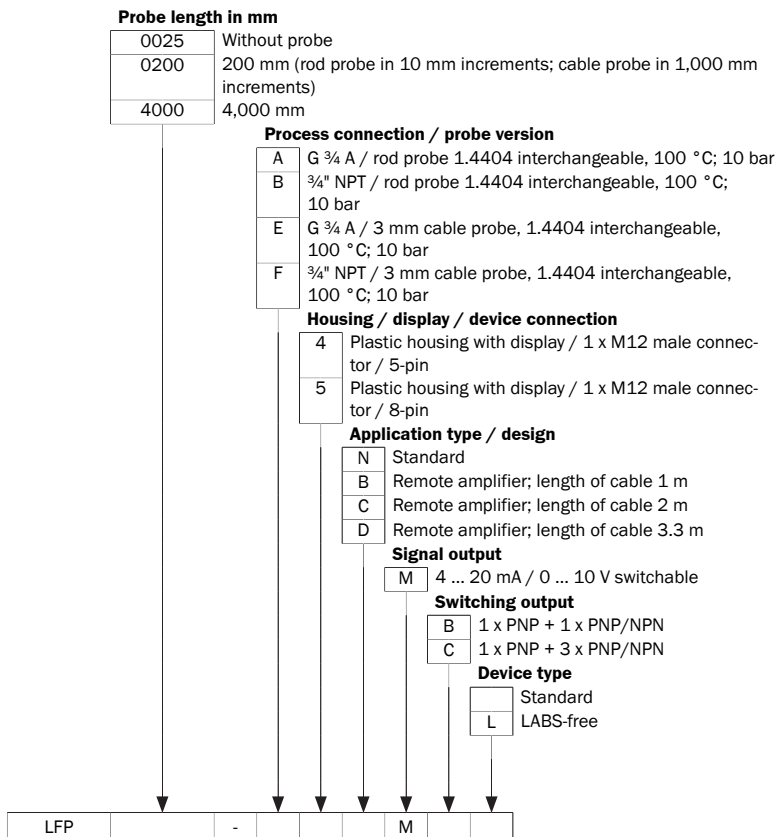 Probe length in mm
0025 Without probe
0200 200 mm (rod probe in 10 mm increments; cable probe in 1,000 mm
increments)
4000 4,000 mm
Process connection / probe version
A G ¾ A / rod probe 1.4404 interchangeable, 100 °C; 10 bar
B ¾" NPT / rod probe 1.4404 interchangeable, 100 °C;
10 bar
E G ¾ A / 3 mm cable probe, 1.4404 interchangeable,
100 °C; 10 bar
F ¾" NPT / 3 mm cable probe, 1.4404 interchangeable,
100 °C; 10 bar
Housing / display / device connection
4 Plastic housing with display / 1 x M12 male connec-
tor / 5-pin
5 Plastic housing with display / 1 x M12 male connec-
tor / 8-pin
Application type / design
N Standard
B Remote amplifier; length of cable 1 m
C Remote amplifier; length of cable 2 m
D Remote amplifier; length of cable 3.3 m
Signal output
M 4 ... 20 mA / 0 ... 10 V switchable
Switching output
B 1 x PNP + 1 x PNP/NPN
C 1 x PNP + 3 x PNP/NPN
Device type
Standard
L LABS-free
LFP - M